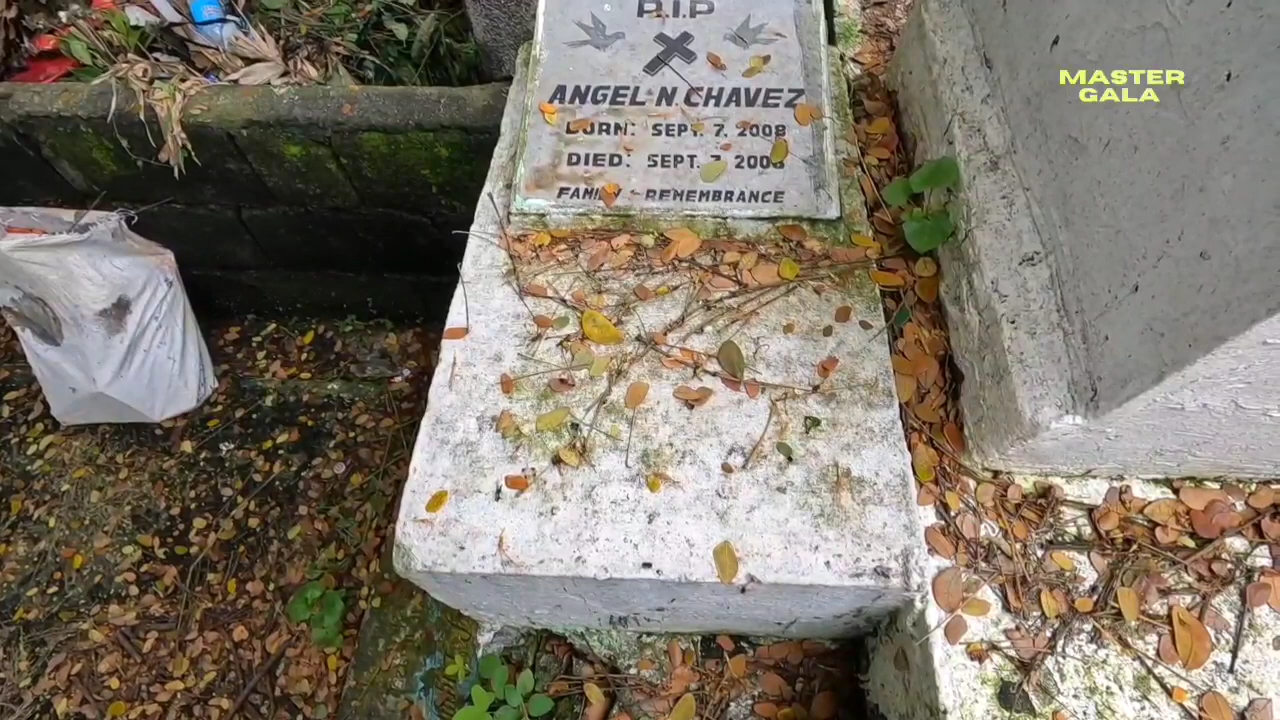 R.I.P
ANGEL N CHAVEZ
BORN: SEPT. 7, 2008
DIED: SEPT. 7 2008
FAMILY REMEMBRANCE
MASTER
GALA